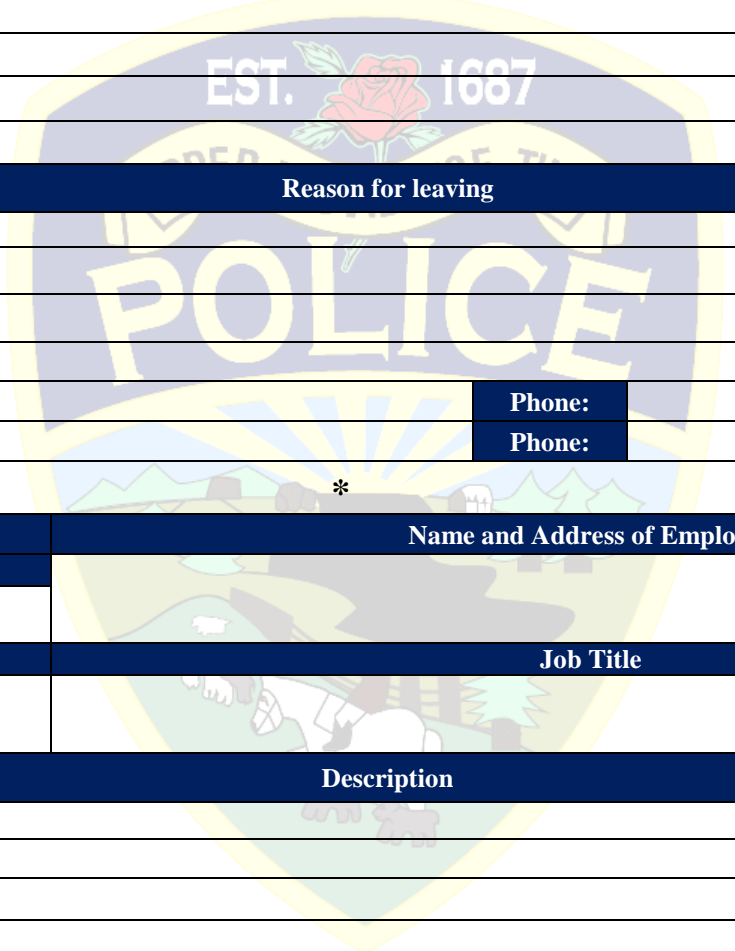 EST. 1687
Reason for leaving
POLICE
Phone:
Phone:
*
Name and Address of Emplo
Job Title
Description